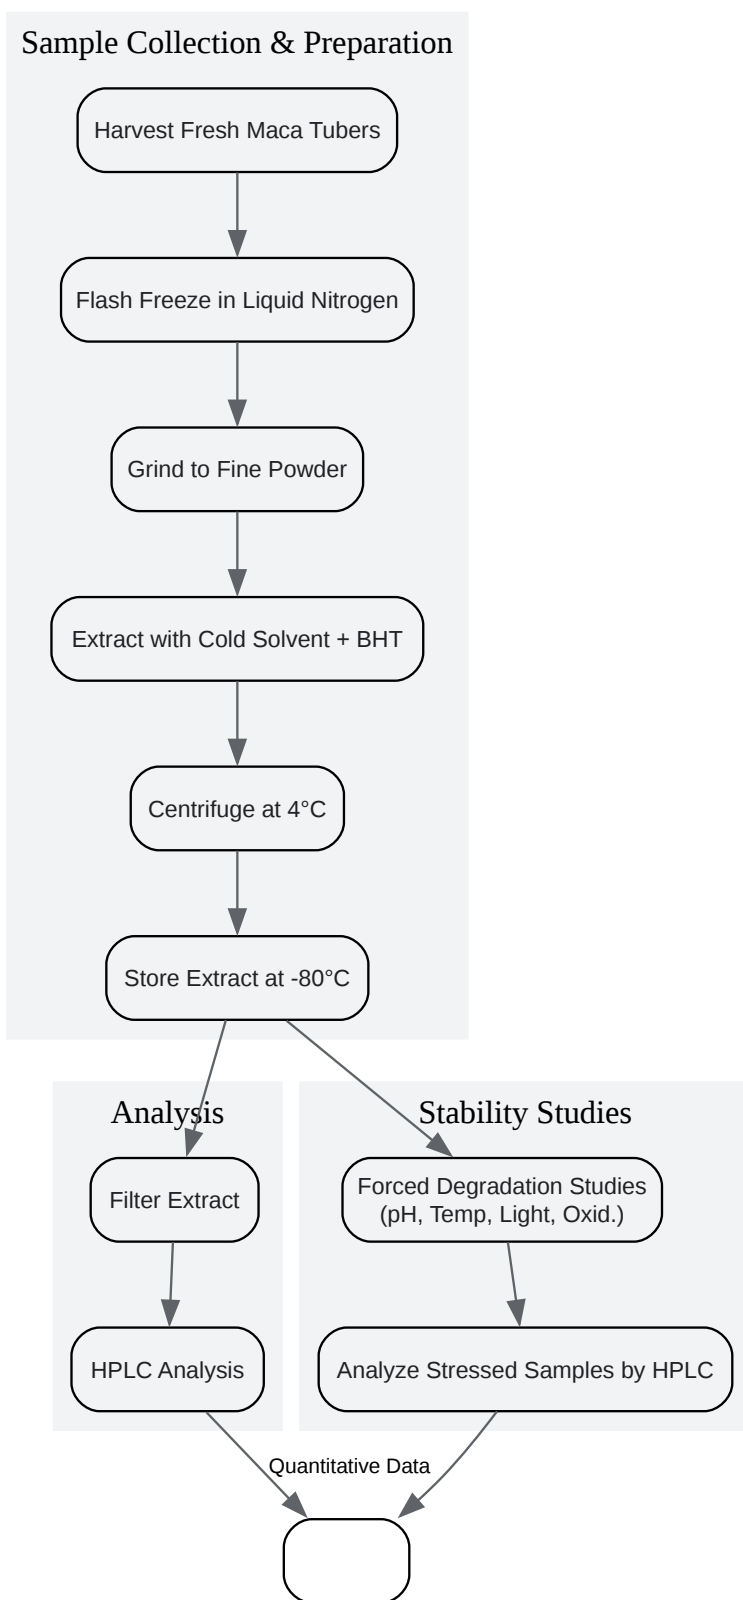 Sample Collection & Preparation
Harvest Fresh Maca Tubers
Flash Freeze in Liquid Nitrogen
Grind to Fine Powder
Extract with Cold Solvent + BHT
Centrifuge at 4°C
Store Extract at -80°C
Analysis
Filter Extract
HPLC Analysis
Stability Studies
Forced Degradation Studies
(pH, Temp, Light, Oxid.)
Analyze Stressed Samples by HPLC
Quantitative Data